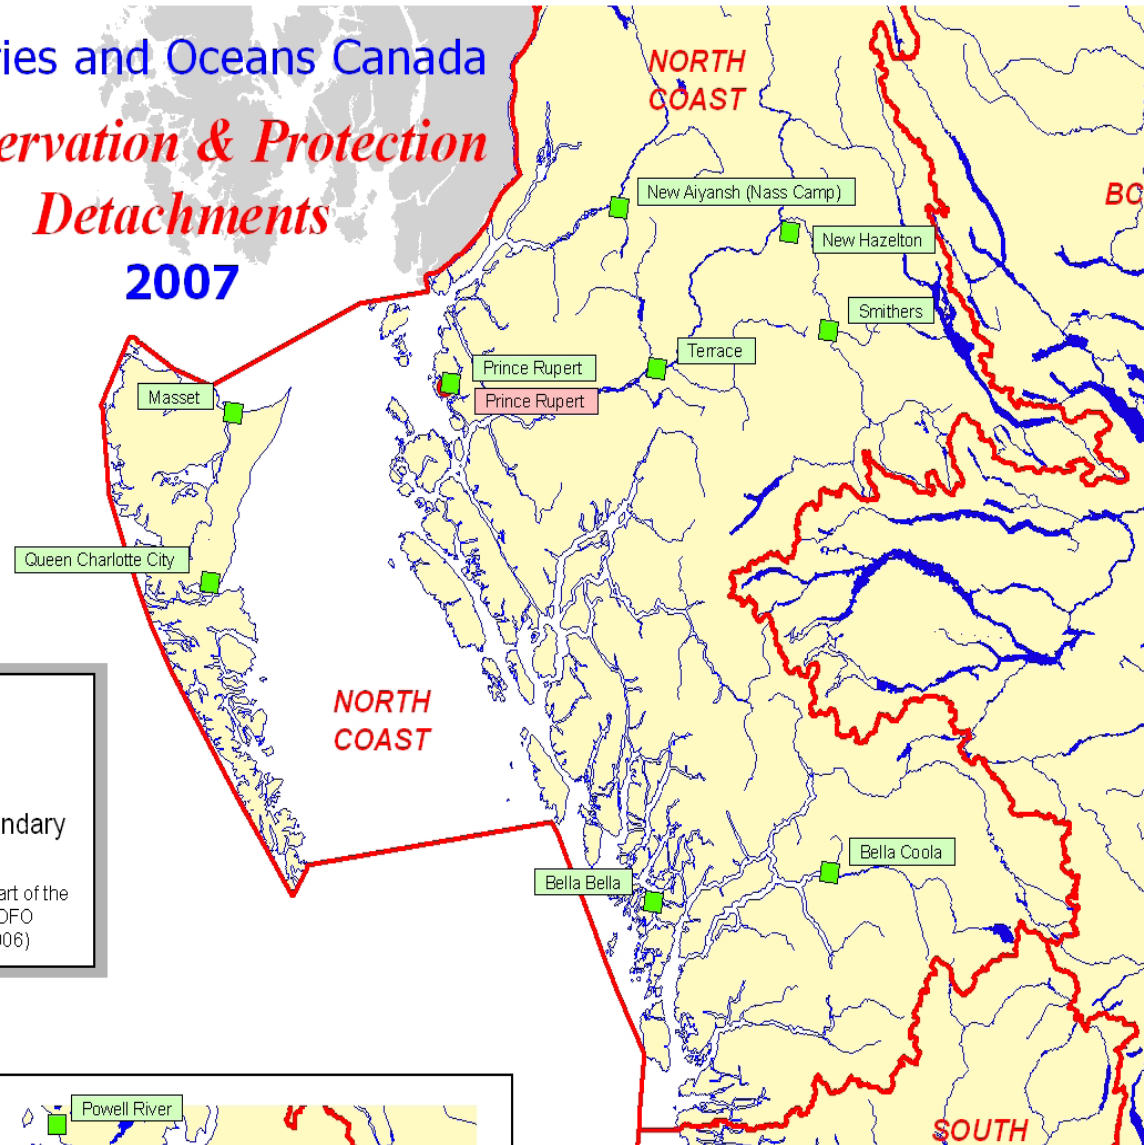 ries and Oceans Canada
ervation & Protection
Detachments
2007
NORTH
COAST
BC
New Aiyansh (Nass Camp)
New Hazelton
Smithers
Terrace
Prince Rupert
Prince Rupert
Masset
Queen Charlotte City
NORTH
COAST
ndary
art of the
DFO
006)
Bella Coola
Bella Bella
Powell River
SOUTH